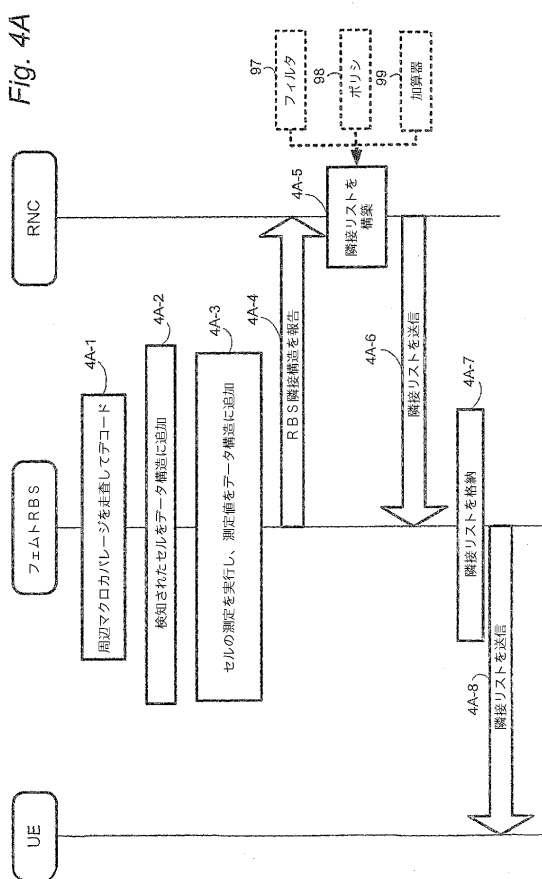 Fig. 4A
UE
フェムトRBS
RNC
4A-1
周辺マクロカバレージを走査してデコード
4A-2
検知されたセルをデータ構造に追加
4A-3
セルの測定を実行し、測定値をデータ構造に追加
4A-4
RBS隣接構造を報告
4A-5
隣接リストを
構築
97
フィルタ
98
ポリシ
99
加算器
4A-6
隣接リストを送信
4A-7
隣接リストを格納
4A-8
隣接リストを送信